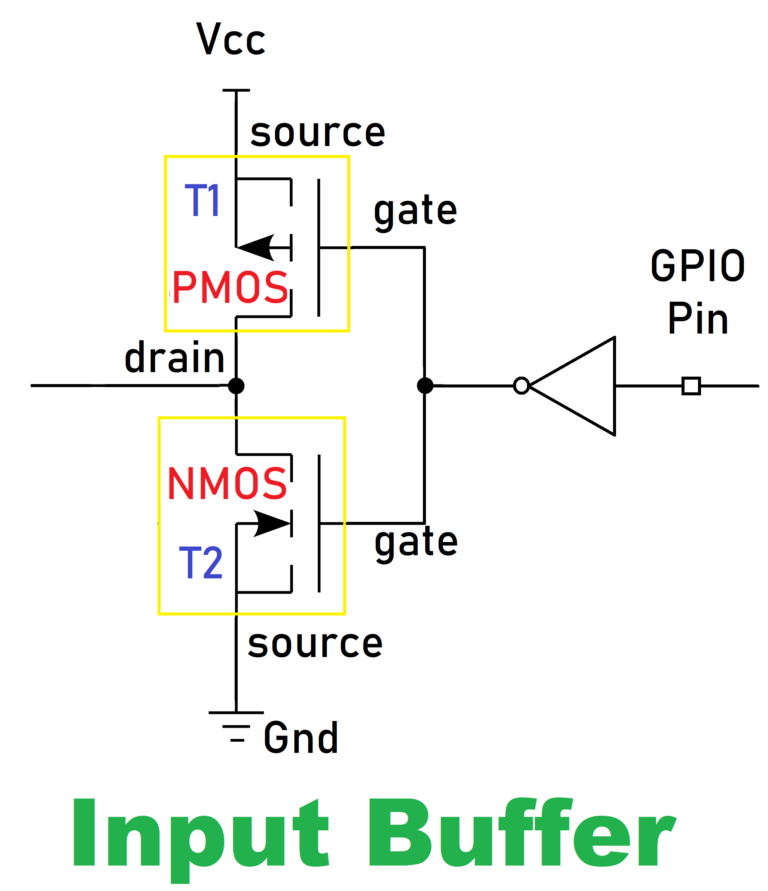 Vcc
source
T1
gate
PMOS
GPIO
Pin
drain
NMOS
gate
T2
source
Gnd
Input Buffer